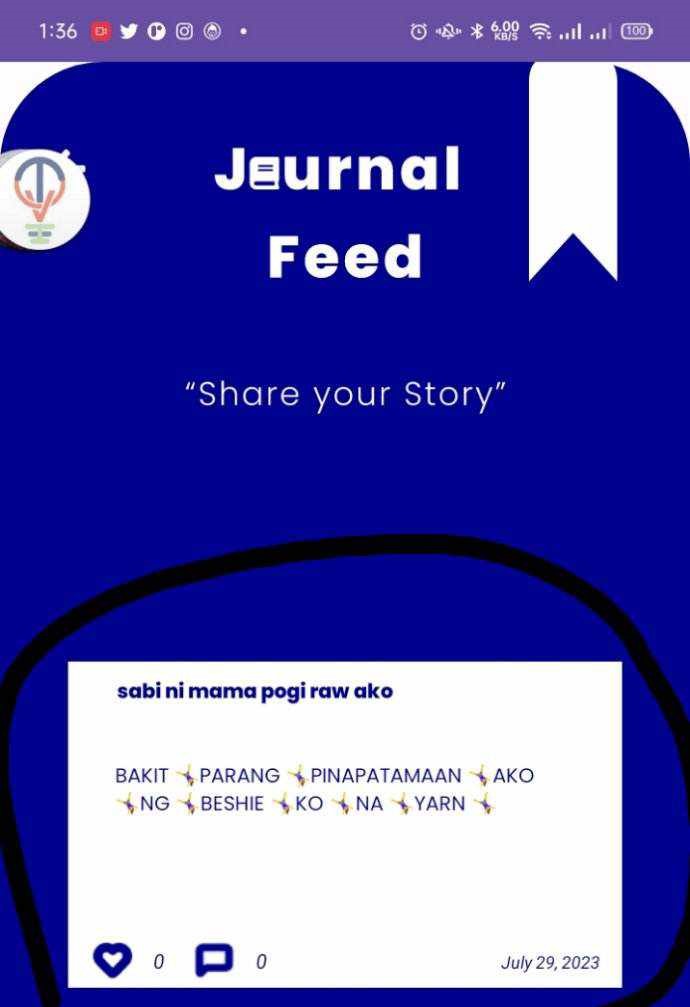 1:36 6.00 KB/S 100
Journal
Feed
“Share your Story”
sabi ni mama pogi raw ako
BAKIT 🤸PARANG 🤸PINAPATAMAAN 🤸AKO
🤸NG 🤸BESHIE 🤸KO 🤸NA 🤸YARN 🤸
0 0 July 29, 2023